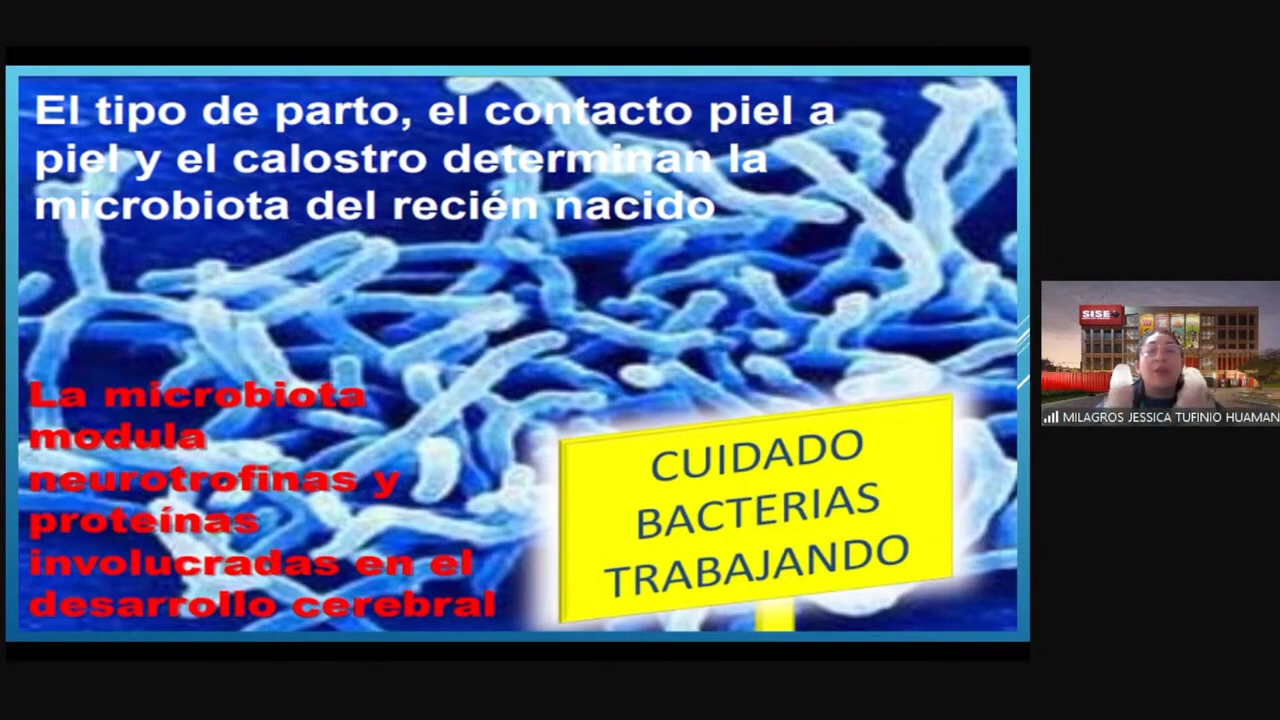 El tipo de parto, el contacto piel a
piel y el calostro determinan la
microbiota del recién nacido
La microbiota
modula
neurotrofinas y
proteínas
involucradas en el
desarrollo cerebral
CUIDADO
BACTERIAS
TRABAJANDO
SISE
MILAGROS JESSICA TUFINIO HUAMAN